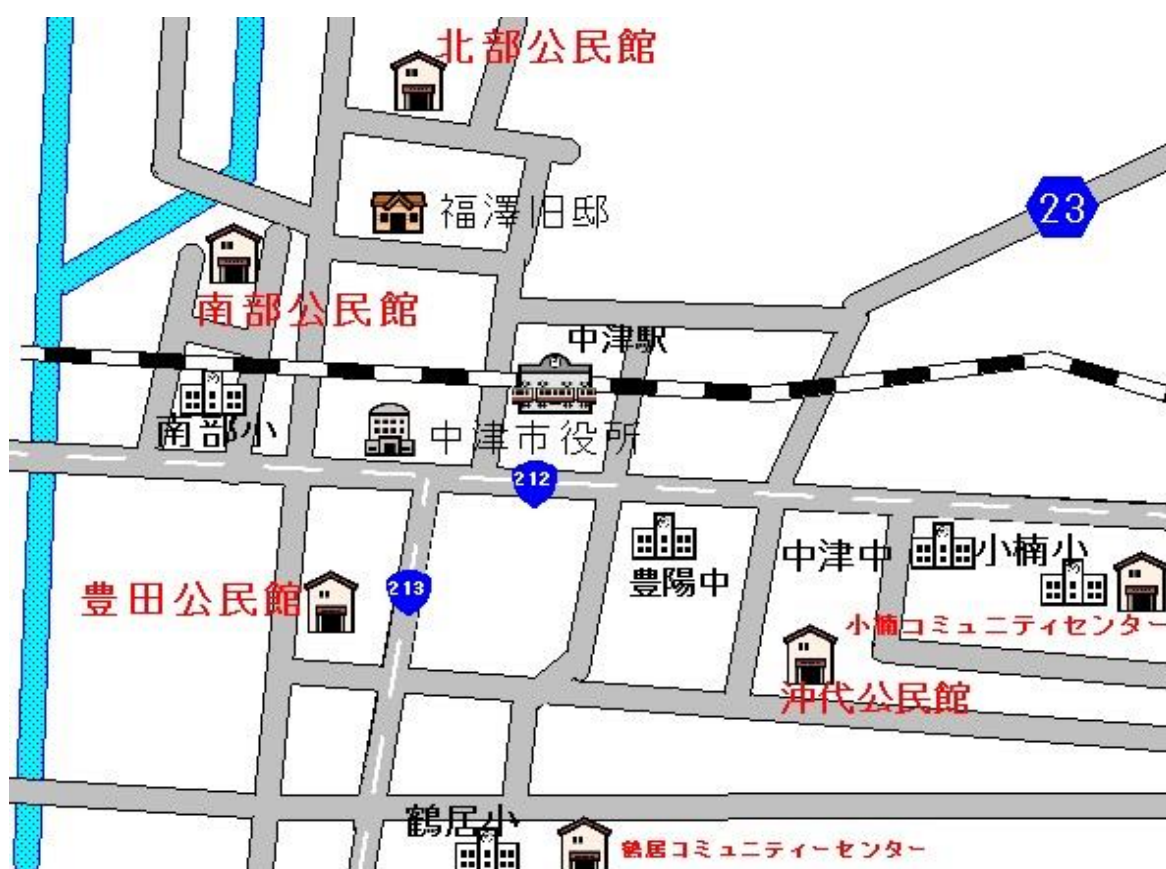 北部公民館
福澤旧邸
23
南部公民館
中津駅
南部小
中津市役所
212
豊陽中
中津中
小楠小
豊田公民館
213
小楠コミュニティセンター
沖代公民館
鶴居小
鶴居コミュニティーセンター